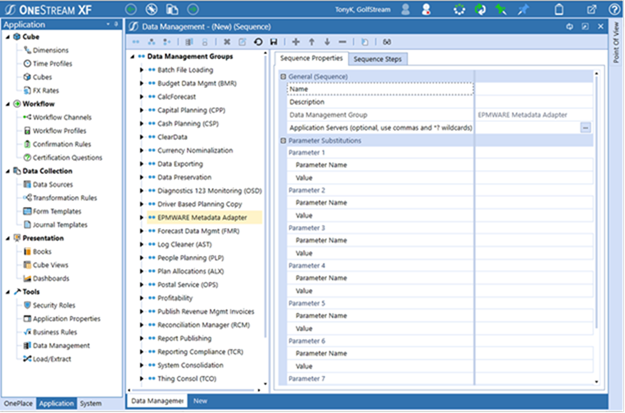 ONESTREAM XF
TonyK, GolfStream
Application
Cube
Dimensions
Time Profiles
Cubes
FX Rates
Workflow
Workflow Channels
Workflow Profiles
Confirmation Rules
Certification Questions
Data Collection
Data Sources
Transformation Rules
Form Templates
Journal Templates
Presentation
Books
Cube Views
Dashboards
Tools
Security Roles
Application Properties
Business Rules
Data Management
Load/Extract
OnePlace Application System
Data Management - (New) (Sequence)
Data Management Groups
Batch File Loading
Budget Data Mgmt (BMR)
CalcForecast
Capital Planning (CPP)
Cash Planning (CSP)
ClearData
Currency Nominalization
Data Exporting
Data Preservation
Diagnostics 123 Monitoring (OSD)
Driver Based Planning Copy
EPMWARE Metadata Adapter
Forecast Data Mgmt (FMR)
Log Cleaner (AST)
People Planning (PLP)
Plan Allocations (ALX)
Postal Service (OPS)
Profitability
Publish Revenue Mgmt Invoices
Reconciliation Manager (RCM)
Report Publishing
Reporting Compliance (TCR)
System Consolidation
Thing Consol (TCO)
Data Managemer New
Sequence Properties Sequence Steps
General (Sequence)
Name
Description
Data Management Group EPMWARE Metadata Adapter
Application Servers (optional, use commas and *? wildcards)
Parameter Substitutions
Parameter 1
Parameter Name
Value
Parameter 2
Parameter Name
Value
Parameter 3
Parameter Name
Value
Parameter 4
Parameter Name
Value
Parameter 5
Parameter Name
Value
Parameter 6
Parameter Name
Value
Parameter 7
Point Of View